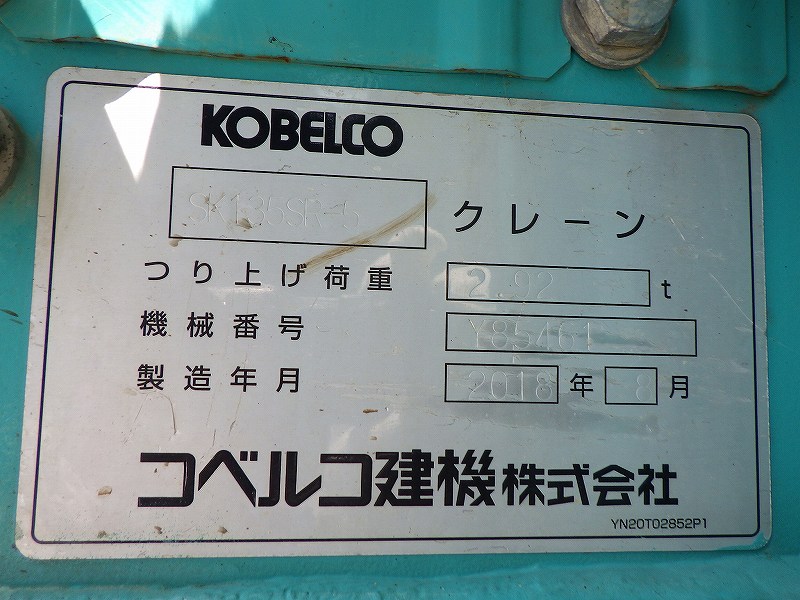 KOBELCO
SK135SR-5 クレーン
つり上げ荷重 2.92 t
機械番号 Y85461
製造年月 2018 年 8 月
コベルコ建機株式会社
YN20T02852P1